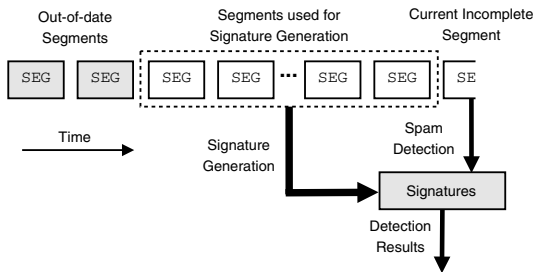 Out-of-date
Segments
Segments used for
Signature Generation
Current Incomplete
Segment
SEG SEG SEG SEG ··· SEG SEG SE
Time
Signature
Generation
Spam
Detection
Signatures
Detection
Results